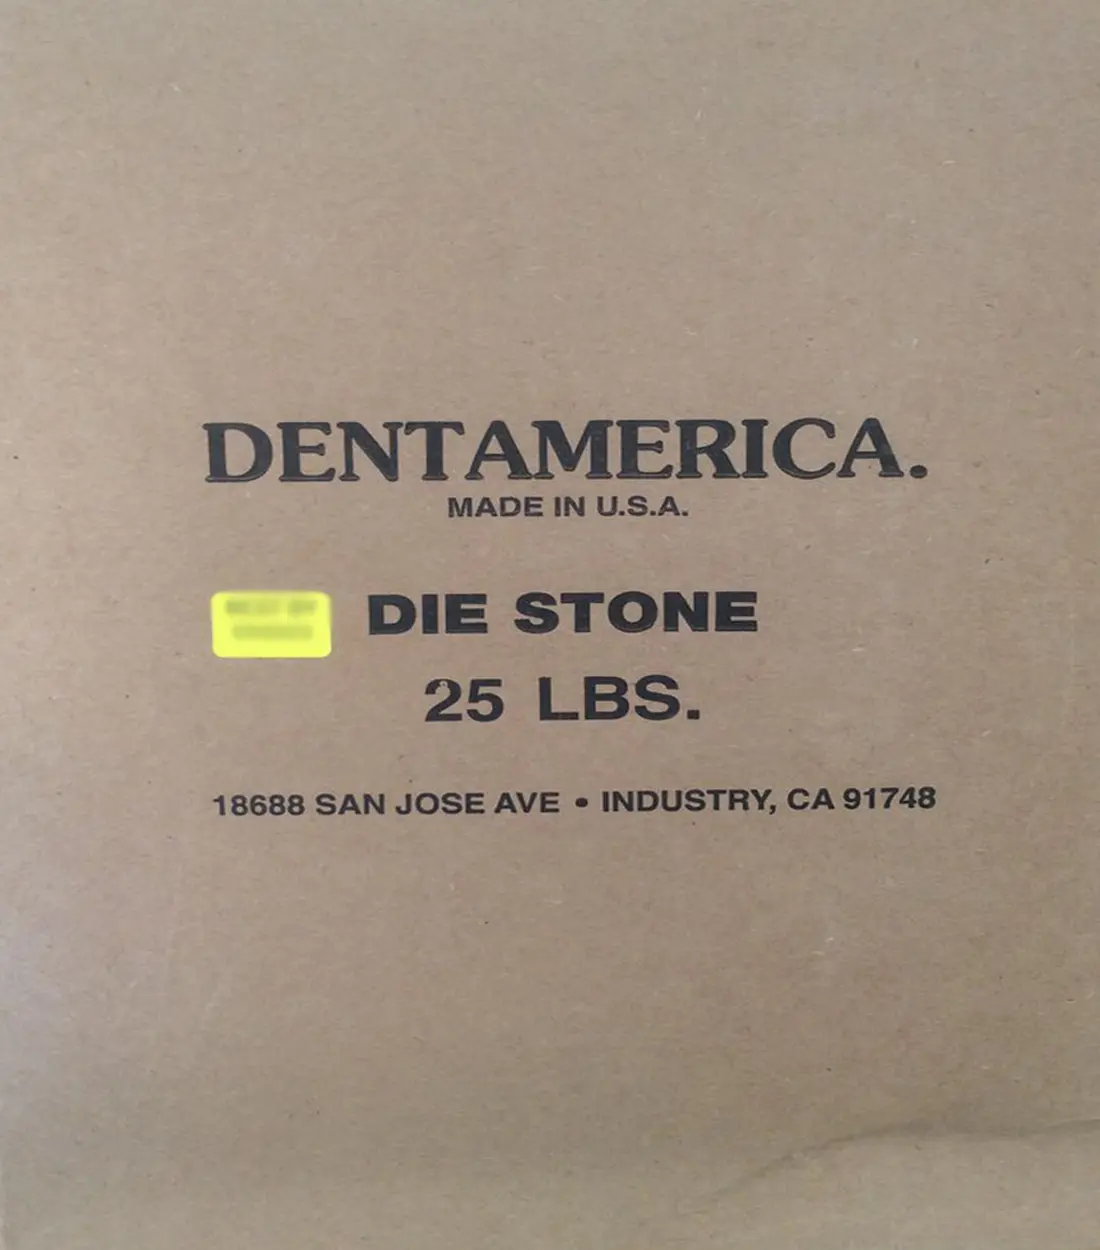 DENTAMERICA.
MADE IN U.S.A.
DIE STONE
25 LBS.
18688 SAN JOSE AVE • INDUSTRY, CA 91748